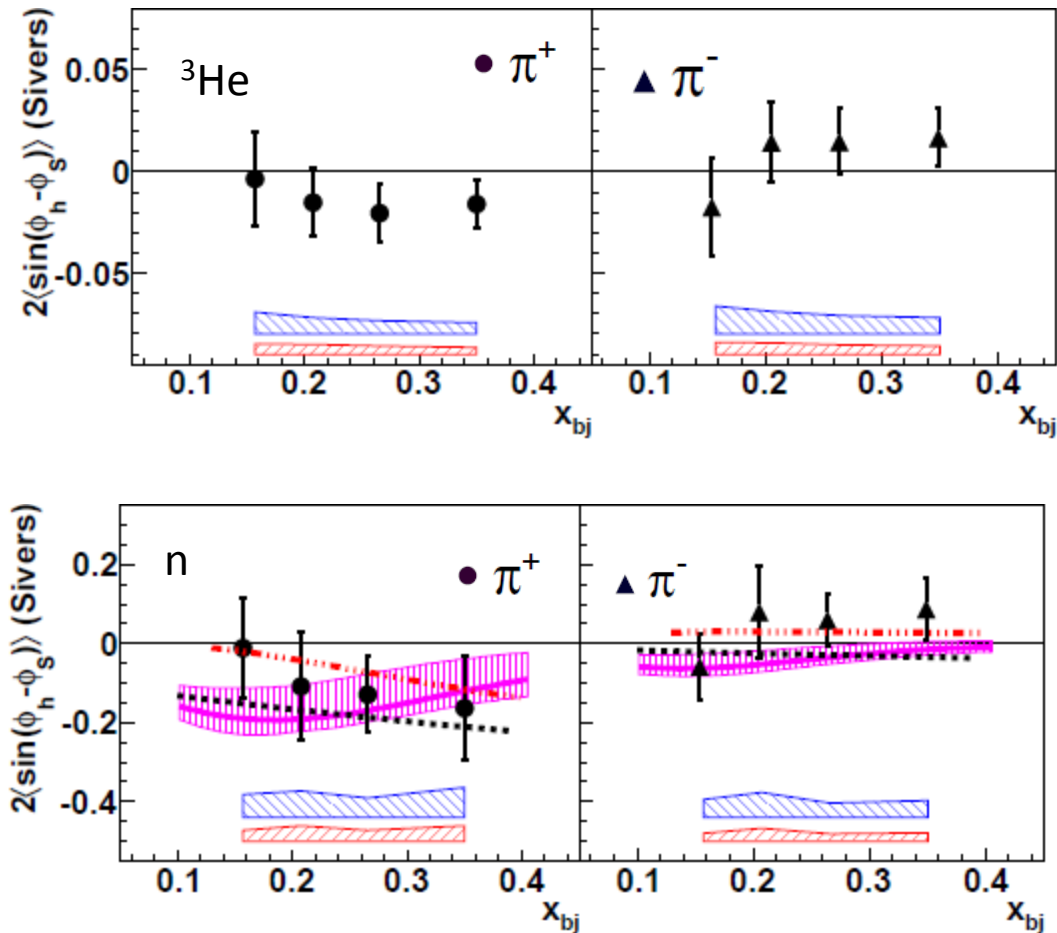 2⟨sin(ϕh-ϕS)⟩ (Sivers)
0.05
0
-0.05
³He
π⁺
π⁻
0.1 0.2 0.3 0.4
xbj
0.1 0.2 0.3 0.4
xbj
2⟨sin(ϕh-ϕS)⟩ (Sivers)
0.2
0
-0.2
-0.4
n
π⁺
π⁻
0.1 0.2 0.3 0.4
xbj
0.1 0.2 0.3 0.4
xbj